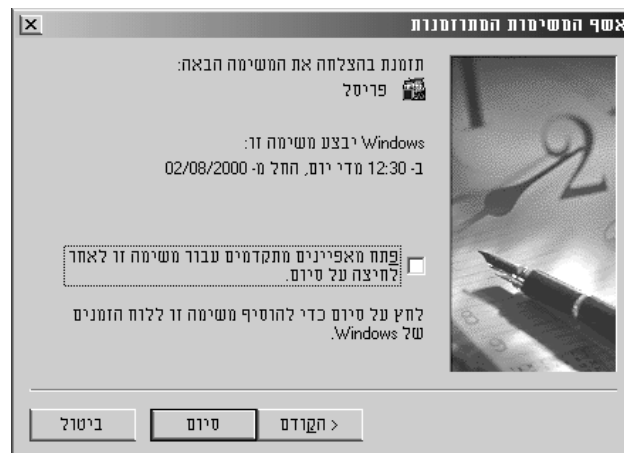 אשף המשימות המתוזמנות
תזמנת בהצלחה את המשימה הבאה:
פריסל
Windows יבצע משימה זו:
ב- 12:30 מדי יום, החל מ- 02/08/2000
פתח מאפיינים מתקדמים עבור משימה זו לאחר
לחיצה על סיום.
לחץ על סיום כדי להוסיף משימה זו ללוח הזמנים
של Windows.
< הקודם
סיום
ביטול